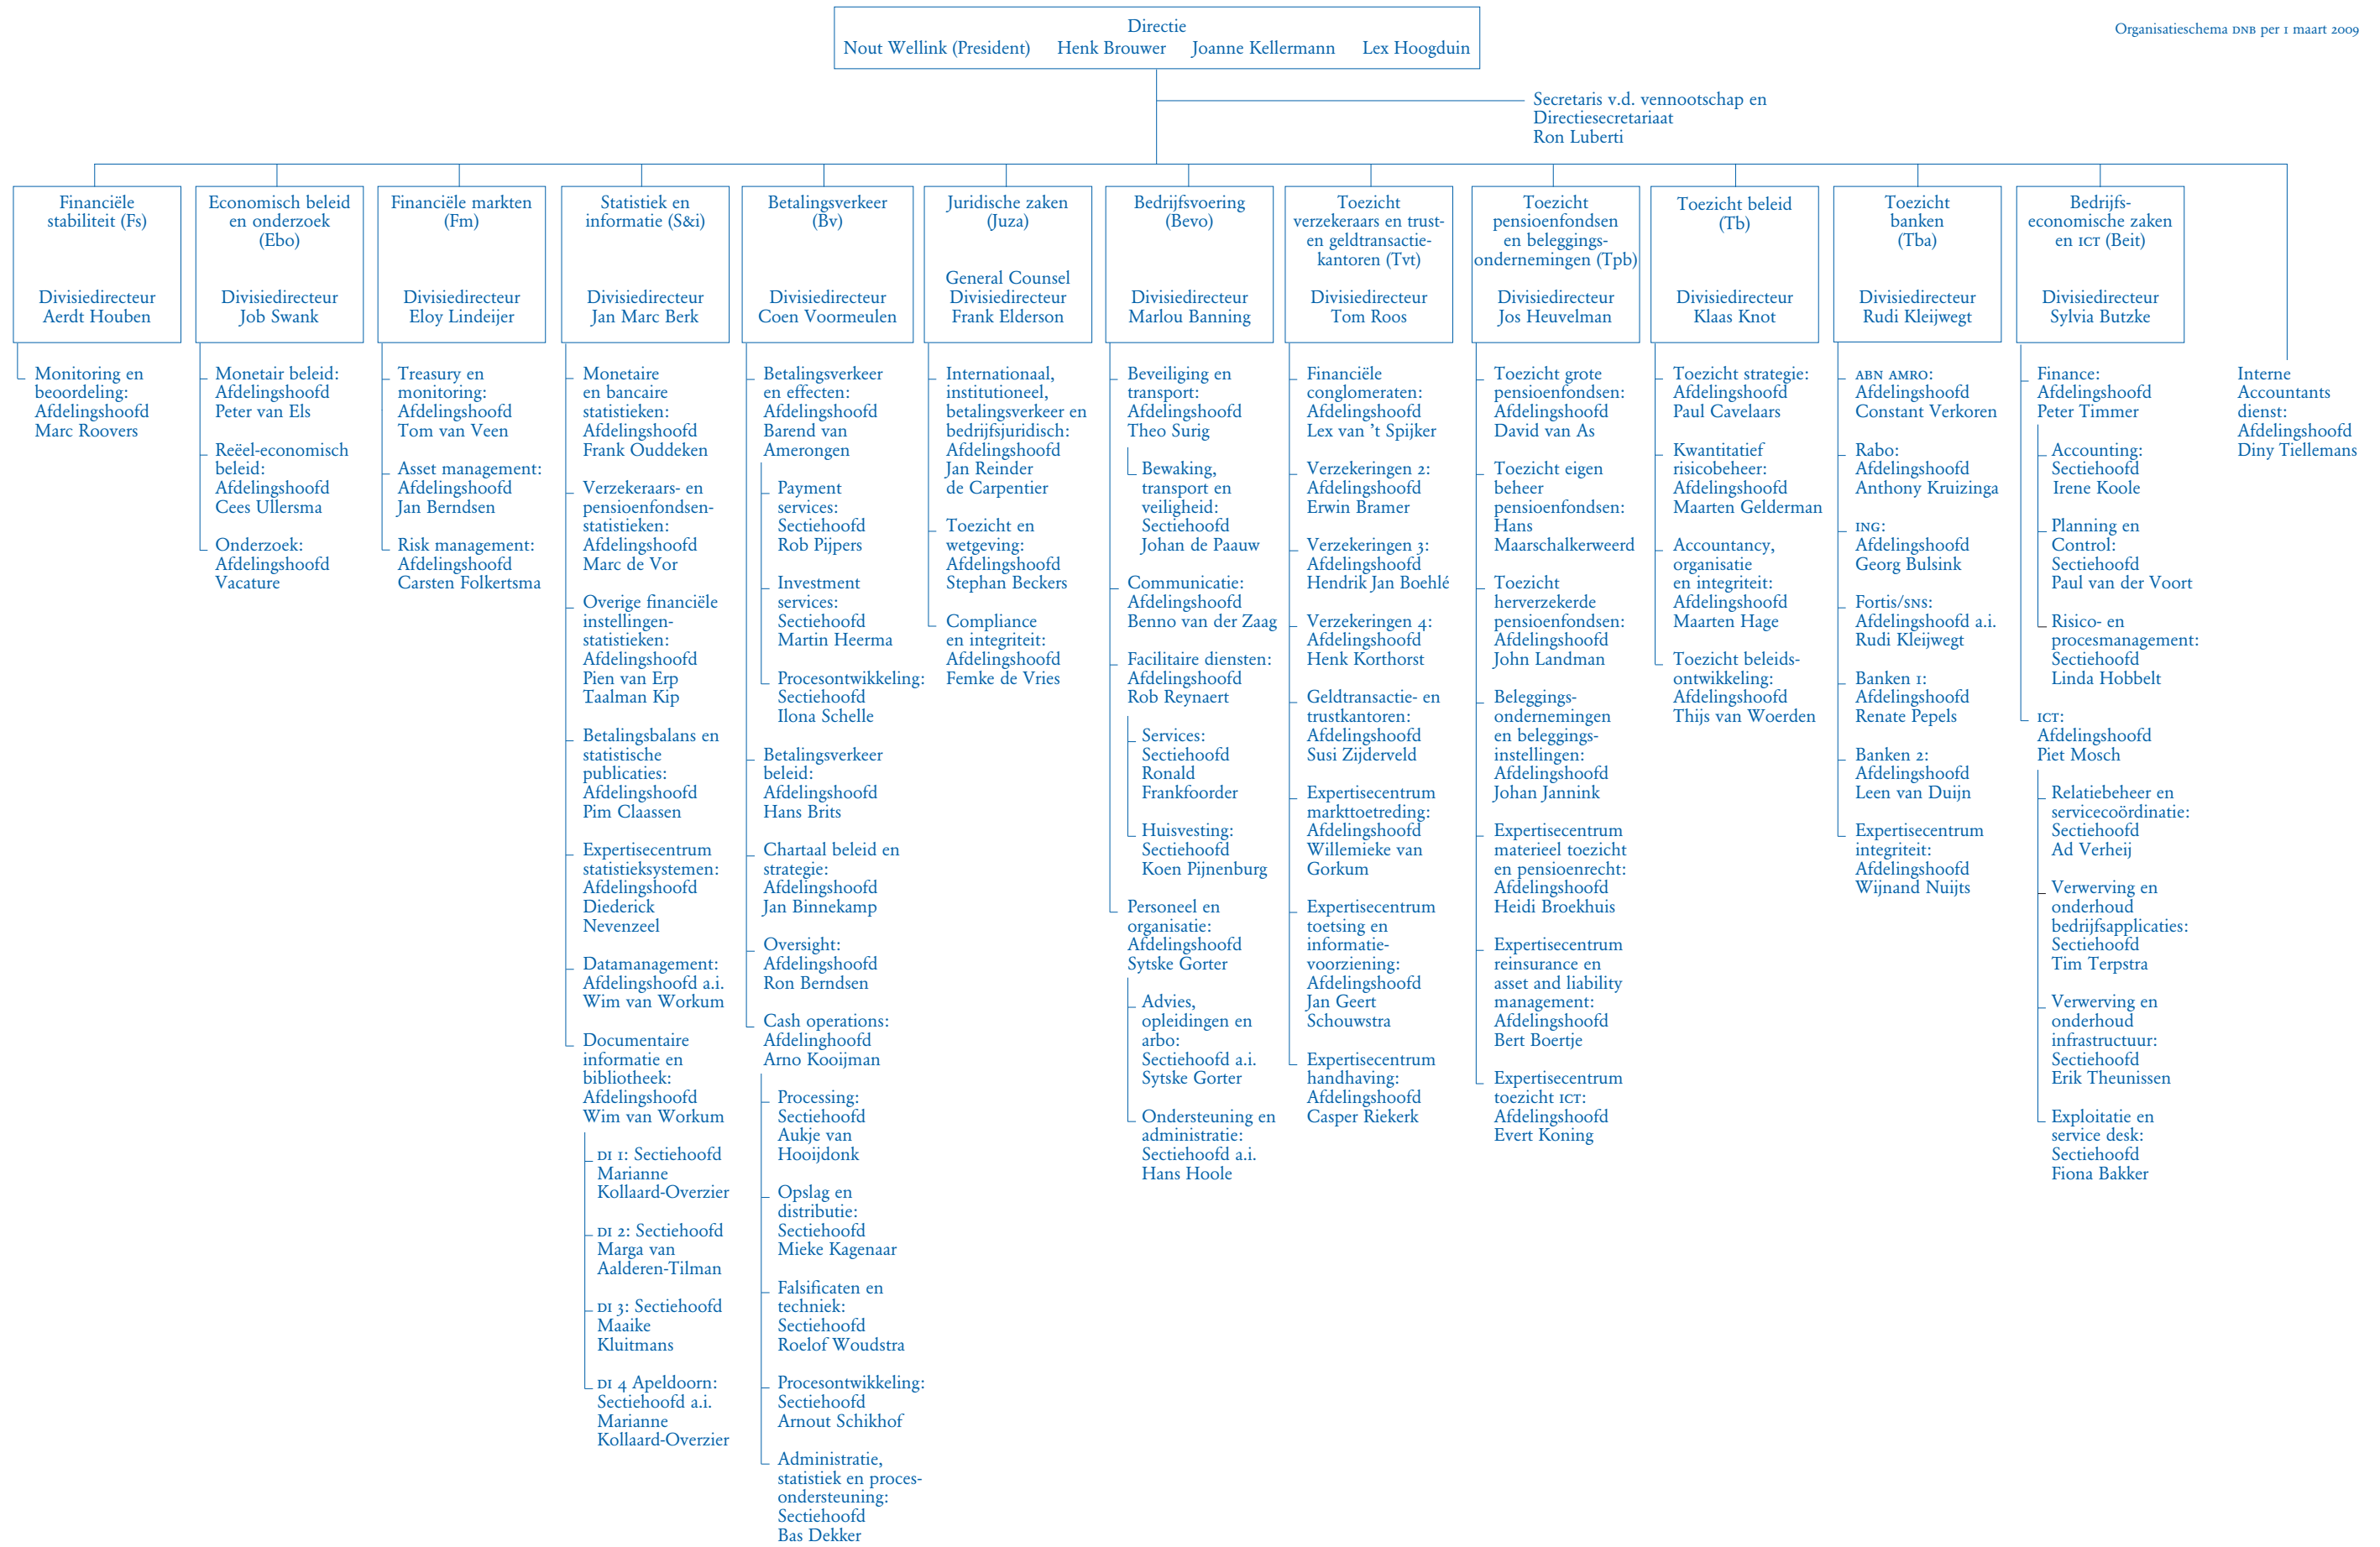 Directie
Nout Wellink (President) Henk Brouwer Joanne Kellermann Lex Hoogduin
Organisatieschema DNB per 1 maart 2009
Secretaris v.d. vennootschap en
Directiesecretariaat
Ron Luberti
Financiële
stabiliteit (Fs)
Divisiedirecteur
Aerdt Houben
Monitoring en
beoordeling:
Afdelingshoofd
Marc Roovers
Economisch beleid
en onderzoek
(Ebo)
Divisiedirecteur
Job Swank
Monetair beleid:
Afdelingshoofd
Peter van Els
Reëel-economisch
beleid:
Afdelingshoofd
Cees Ullersma
Onderzoek:
Afdelingshoofd
Vacature
Financiële markten
(Fm)
Divisiedirecteur
Eloy Lindeijer
Treasury en
monitoring:
Afdelingshoofd
Tom van Veen
Asset management:
Afdelingshoofd
Jan Berndsen
Risk management:
Afdelingshoofd
Carsten Folkertsma
Statistiek en
informatie (S&i)
Divisiedirecteur
Jan Marc Berk
Monetaire
en bancaire
statistieken:
Afdelingshoofd
Frank Ouddeken
Verzekeraars- en
pensioenfondsen-
statistieken:
Afdelingshoofd
Marc de Vor
Overige financiële
instellingen-
statistieken:
Afdelingshoofd
Pien van Erp
Taalman Kip
Betalingsbalans en
statistische
publicaties:
Afdelingshoofd
Pim Claassen
Expertisecentrum
statistieksystemen:
Afdelingshoofd
Diederick
Nevenzeel
Datamanagement:
Afdelingshoofd a.i.
Wim van Workum
Documentaire
informatie en
bibliotheek:
Afdelingshoofd
Wim van Workum
DI 1: Sectiehoofd
Marianne
Kollaard-Overzier
DI 2: Sectiehoofd
Marga van
Aalderen-Tilman
DI 3: Sectiehoofd
Maaike
Kluitmans
DI 4 Apeldoorn:
Sectiehoofd a.i.
Marianne
Kollaard-Overzier
Betalingsverkeer
(Bv)
Divisiedirecteur
Coen Voormeulen
Betalingsverkeer
en effecten:
Afdelingshoofd
Barend van
Amerongen
Payment
services:
Sectiehoofd
Rob Pijpers
Investment
services:
Sectiehoofd
Martin Heerma
Procesontwikkeling:
Sectiehoofd
Ilona Schelle
Betalingsverkeer
beleid:
Afdelingshoofd
Hans Brits
Chartaal beleid en
strategie:
Afdelingshoofd
Jan Binnekamp
Oversight:
Afdelingshoofd
Ron Berndsen
Cash operations:
Afdelinghoofd
Arno Kooijman
Processing:
Sectiehoofd
Aukje van
Hooijdonk
Opslag en
distributie:
Sectiehoofd
Mieke Kagenaar
Falsificaten en
techniek:
Sectiehoofd
Roelof Woudstra
Procesontwikkeling:
Sectiehoofd
Arnout Schikhof
Administratie,
statistiek en proces-
ondersteuning:
Sectiehoofd
Bas Dekker
Juridische zaken
(Juza)
General Counsel
Divisiedirecteur
Frank Elderson
Internationaal,
institutioneel,
betalingsverkeer en
bedrijfsjuridisch:
Afdelingshoofd
Jan Reinder
de Carpentier
Toezicht en
wetgeving:
Afdelingshoofd
Stephan Beckers
Compliance
en integriteit:
Afdelingshoofd
Femke de Vries
Bedrijfsvoering
(Bevo)
Divisiedirecteur
Marlou Banning
Beveiliging en
transport:
Afdelingshoofd
Theo Surig
Bewaking,
transport en
veiligheid:
Sectiehoofd
Johan de Paauw
Communicatie:
Afdelingshoofd
Benno van der Zaag
Facilitaire diensten:
Afdelingshoofd
Rob Reynaert
Services:
Sectiehoofd
Ronald
Frankfoorder
Huisvesting:
Sectiehoofd
Koen Pijnenburg
Personeel en
organisatie:
Afdelingshoofd
Sytske Gorter
Advies,
opleidingen en
arbo:
Sectiehoofd a.i.
Sytske Gorter
Ondersteuning en
administratie:
Sectiehoofd a.i.
Hans Hoole
Toezicht
verzekeraars en trust-
en geldtransactie-
kantoren (Tvt)
Divisiedirecteur
Tom Roos
Financiële
conglomeraten:
Afdelingshoofd
Lex van ’t Spijker
Verzekeringen 2:
Afdelingshoofd
Erwin Bramer
Verzekeringen 3:
Afdelingshoofd
Hendrik Jan Boehlé
Verzekeringen 4:
Afdelingshoofd
Henk Korthorst
Geldtransactie- en
trustkantoren:
Afdelingshoofd
Susi Zijderveld
Expertisecentrum
markttoetreding:
Afdelingshoofd
Willemieke van
Gorkum
Expertisecentrum
toetsing en
informatie-
voorziening:
Afdelingshoofd
Jan Geert
Schouwstra
Expertisecentrum
handhaving:
Afdelingshoofd
Casper Riekerk
Toezicht
pensioenfondsen
en beleggings-
ondernemingen (Tpb)
Divisiedirecteur
Jos Heuvelman
Toezicht grote
pensioenfondsen:
Afdelingshoofd
David van As
Toezicht eigen
beheer
pensioenfondsen:
Hans
Maarschalkerweerd
Toezicht
herverzekerde
pensioenfondsen:
Afdelingshoofd
John Landman
Beleggings-
ondernemingen
en beleggings-
instellingen:
Afdelingshoofd
Johan Jannink
Expertisecentrum
materieel toezicht
en pensioenrecht:
Afdelingshoofd
Heidi Broekhuis
Expertisecentrum
reinsurance en
asset and liability
management:
Afdelingshoofd
Bert Boertje
Expertisecentrum
toezicht ICT:
Afdelingshoofd
Evert Koning
Toezicht beleid
(Tb)
Divisiedirecteur
Klaas Knot
Toezicht strategie:
Afdelingshoofd
Paul Cavelaars
Kwantitatief
risicobeheer:
Afdelingshoofd
Maarten Gelderman
Accountancy,
organisatie
en integriteit:
Afdelingshoofd
Maarten Hage
Toezicht beleids-
ontwikkeling:
Afdelingshoofd
Thijs van Woerden
Toezicht
banken
(Tba)
Divisiedirecteur
Rudi Kleijwegt
ABN AMRO:
Afdelingshoofd
Constant Verkoren
Rabo:
Afdelingshoofd
Anthony Kruizinga
ING:
Afdelingshoofd
Georg Bulsink
Fortis/SNS:
Afdelingshoofd a.i.
Rudi Kleijwegt
Banken 1:
Afdelingshoofd
Renate Pepels
Banken 2:
Afdelingshoofd
Leen van Duijn
Expertisecentrum
integriteit:
Afdelingshoofd
Wijnand Nuijts
Bedrijfs-
economische zaken
en ICT (Beit)
Divisiedirecteur
Sylvia Butzke
Finance:
Afdelingshoofd
Peter Timmer
Accounting:
Sectiehoofd
Irene Koole
Planning en
Control:
Sectiehoofd
Paul van der Voort
Risico- en
procesmanagement:
Sectiehoofd
Linda Hobbelt
ICT:
Afdelingshoofd
Piet Mosch
Relatiebeheer en
servicecoördinatie:
Sectiehoofd
Ad Verheij
Verwerving en
onderhoud
bedrijfsapplicaties:
Sectiehoofd
Tim Terpstra
Verwerving en
onderhoud
infrastructuur:
Sectiehoofd
Erik Theunissen
Exploitatie en
service desk:
Sectiehoofd
Fiona Bakker
Interne
Accountants
dienst:
Afdelingshoofd
Diny Tiellemans